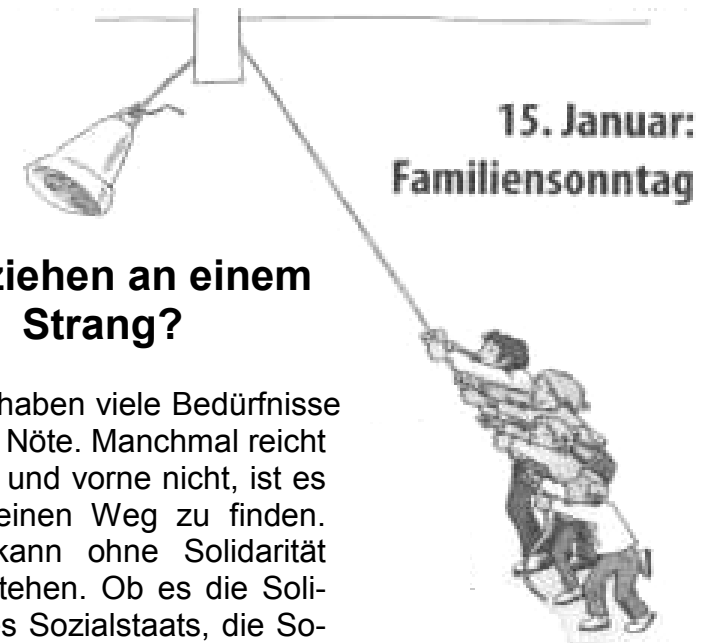 15. Januar:
Familiensonntag
ziehen an einem
Strang?
haben viele Bedürfnisse
Nöte. Manchmal reicht
und vorne nicht, ist es
einen Weg zu finden.
kann ohne Solidarität
tehen. Ob es die Soli-
s Sozialstaats, die So-